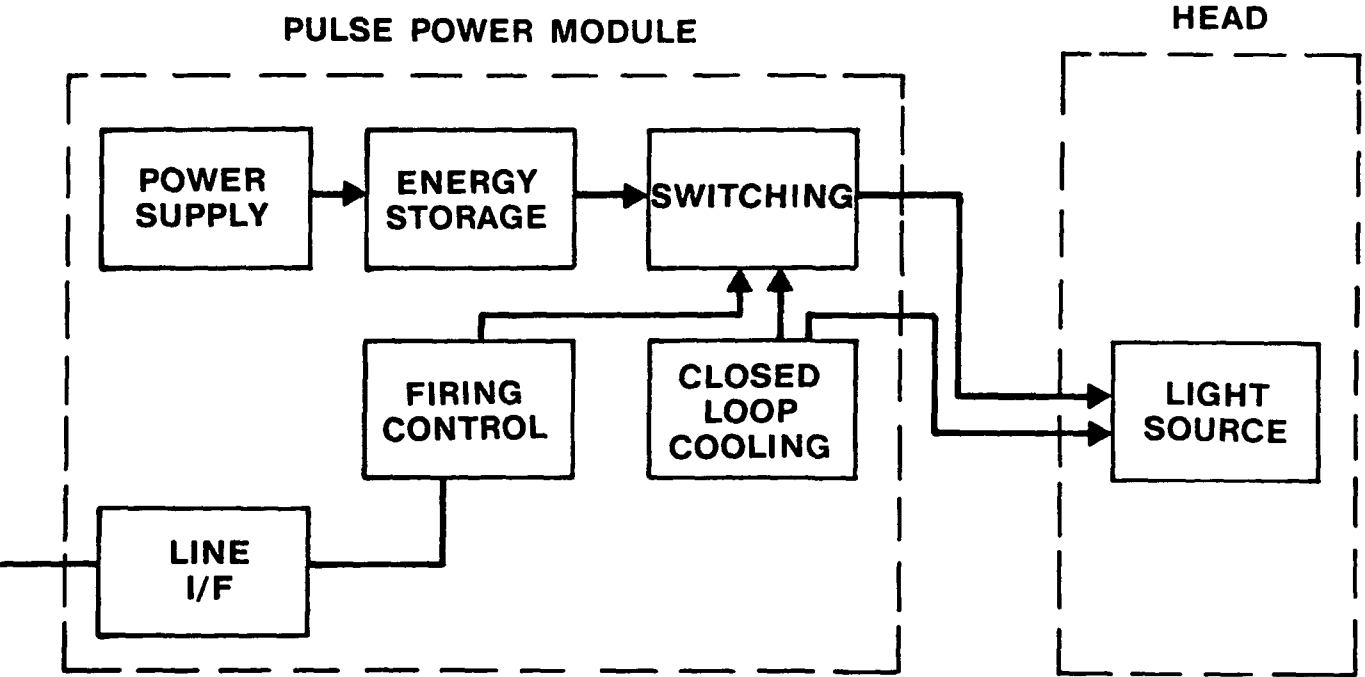 PULSE POWER MODULE
HEAD
POWER
SUPPLY
ENERGY
STORAGE
SWITCHING
FIRING
CONTROL
CLOSED
LOOP
COOLING
LIGHT
SOURCE
LINE
I/F